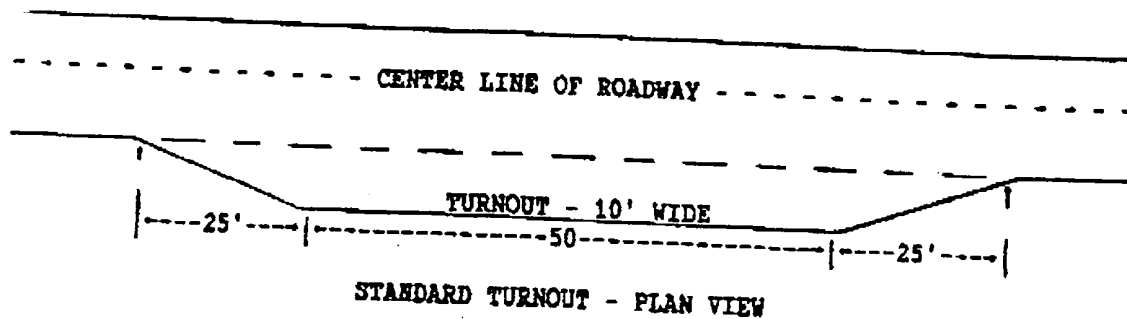 CENTER LINE OF ROADWAY
TURNOUT - 10' WIDE
25' 50 25'
STANDARD TURNOUT - PLAN VIEW